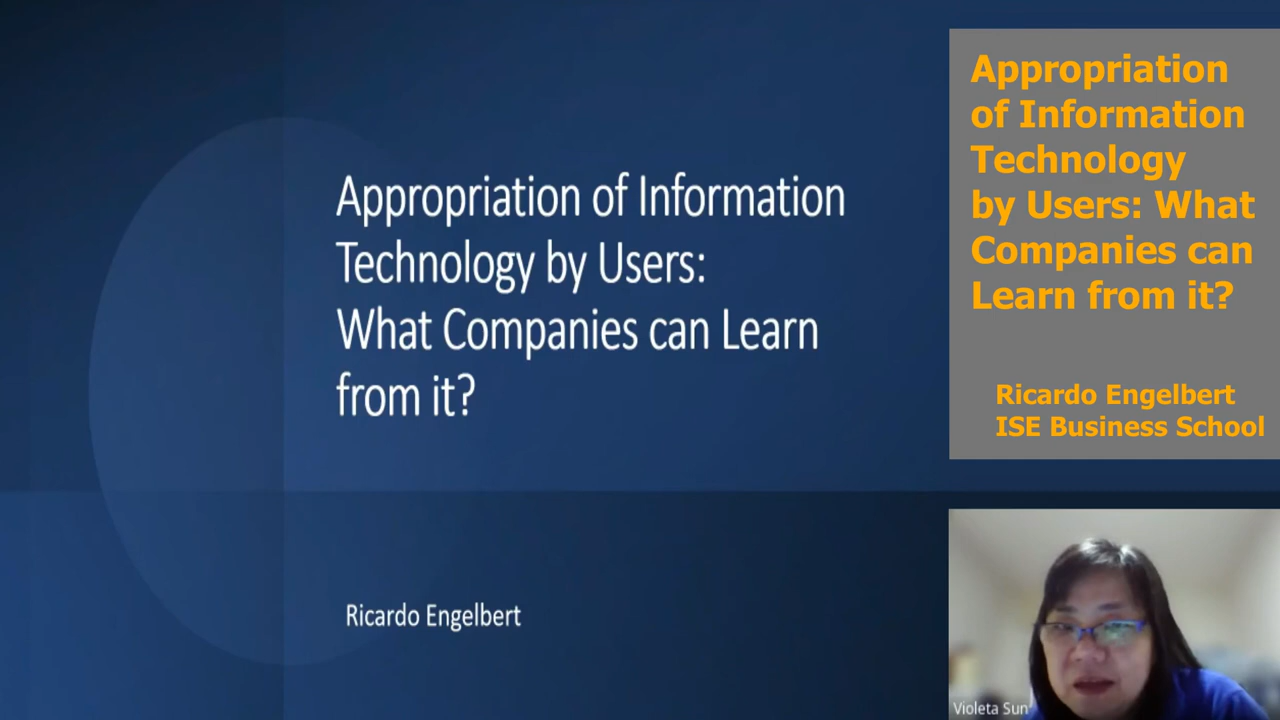 Appropriation of Information
Technology by Users:
What Companies can Learn
from it?
Ricardo Engelbert
Appropriation
of Information
Technology
by Users: What
Companies can
Learn from it?
Ricardo Engelbert
ISE Business School
Violeta Sun